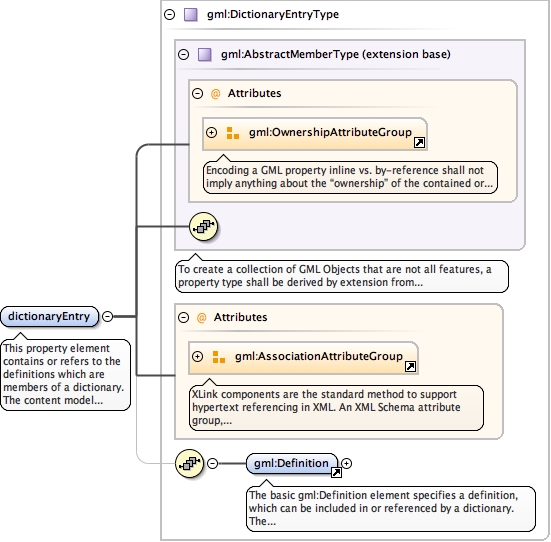 gml:DictionaryEntryType
gml:AbstractMemberType (extension base)
@ Attributes
gml:OwnershipAttributeGroup
Encoding a GML property inline vs. by-reference shall not
imply anything about the “ownership” of the contained or...
To create a collection of GML Objects that are not all features, a
property type shall be derived by extension from...
dictionaryEntry
This property element
contains or refers to the
definitions which are
members of a dictionary.
The content model...
@ Attributes
gml:AssociationAttributeGroup
XLink components are the standard method to support
hypertext referencing in XML. An XML Schema attribute
group,...
gml:Definition
The basic gml:Definition element specifies a definition,
which can be included in or referenced by a dictionary.
The...